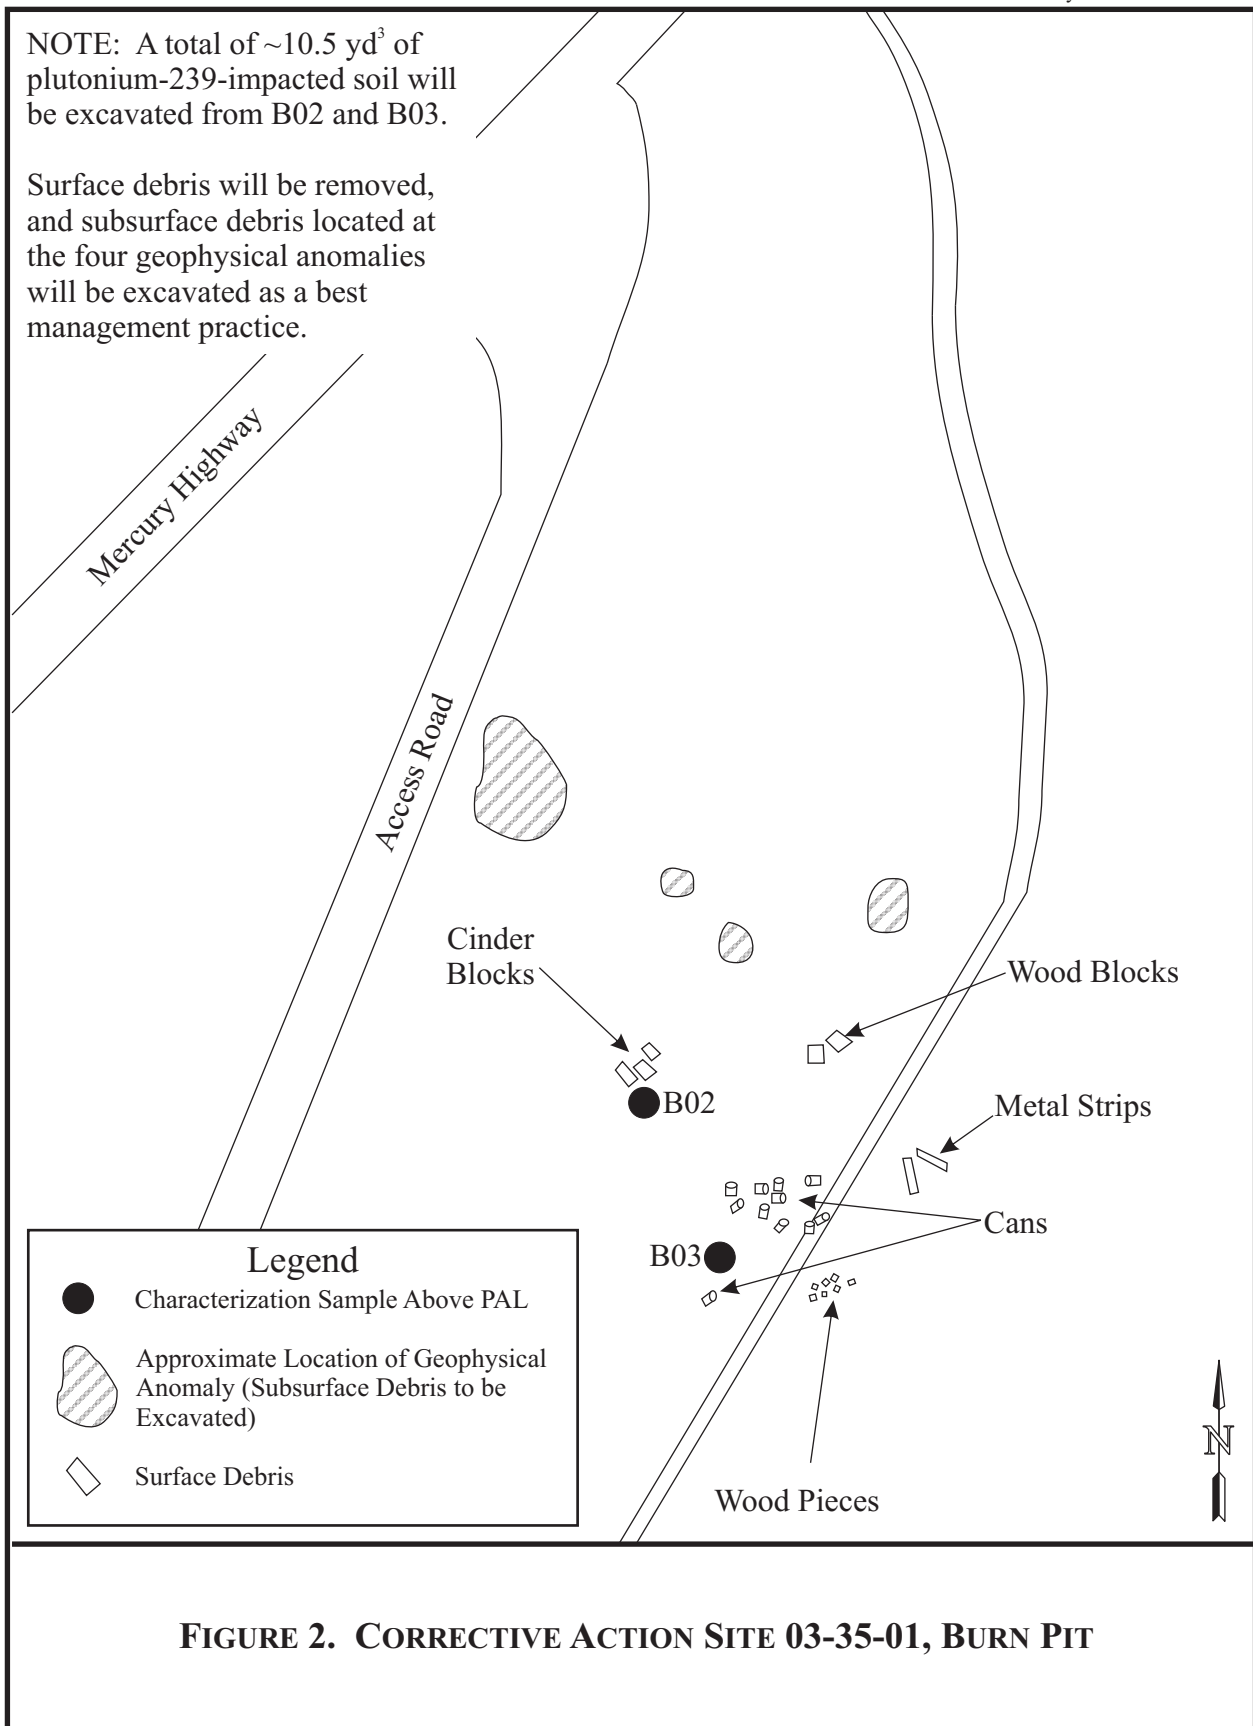 NOTE: A total of ~10.5 yd³ of
plutonium-239-impacted soil will
be excavated from B02 and B03.
Surface debris will be removed,
and subsurface debris located at
the four geophysical anomalies
will be excavated as a best
management practice.
Mercury Highway
Access Road
Cinder
Blocks
Wood Blocks
B02
Metal Strips
Cans
B03
Wood Pieces
Legend
Characterization Sample Above PAL
Approximate Location of Geophysical
Anomaly (Subsurface Debris to be
Excavated)
Surface Debris
N
FIGURE 2. CORRECTIVE ACTION SITE 03-35-01, BURN PIT